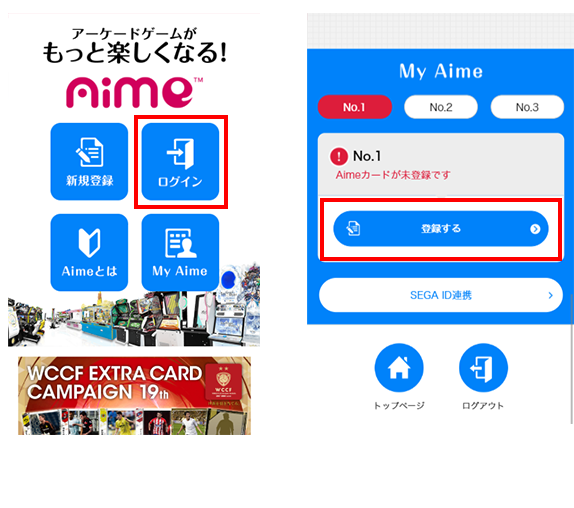 アーケードゲームが
もっと楽しくなる!
Aime™
新規登録
ログイン
Aimeとは
My Aime
WCCF EXTRA CARD
CAMPAIGN 19th
WCCF
My Aime
No.1
No.2
No.3
! No.1
Aimeカードが未登録です
登録する
SEGA ID連携
トップページ
ログアウト